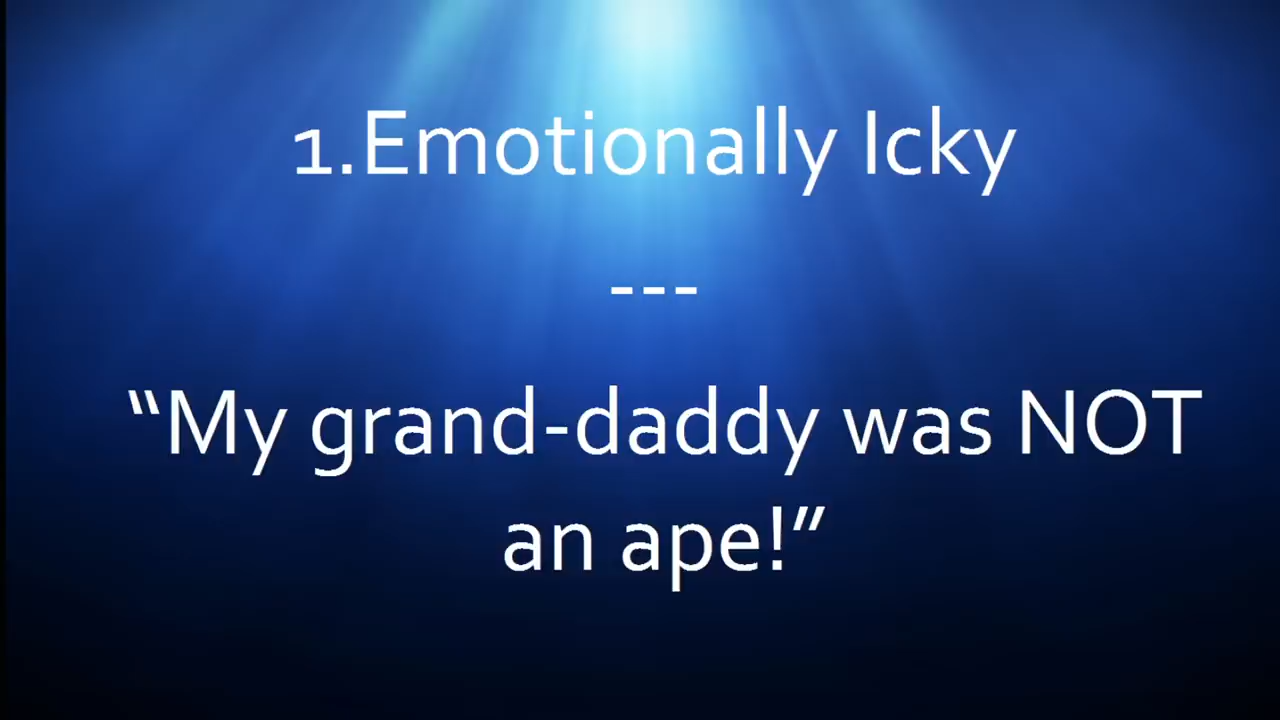 1.Emotionally Icky
---
“My grand-daddy was NOT
an ape!”